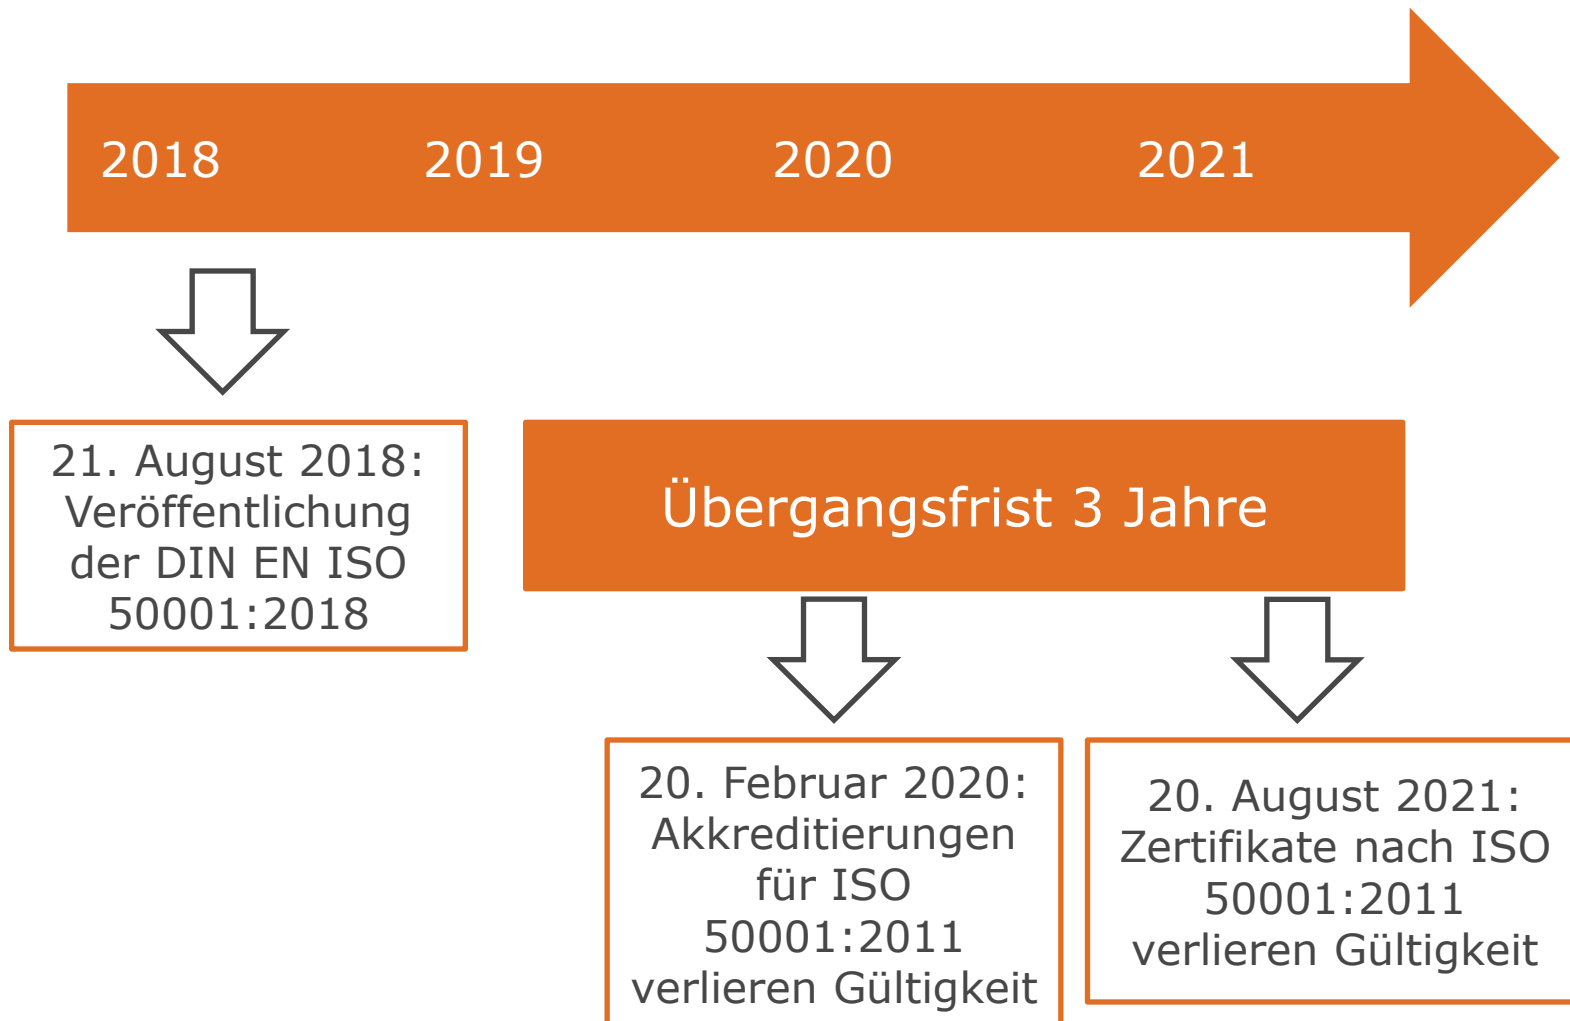 2018 2019 2020 2021
21. August 2018:
Veröffentlichung
der DIN EN ISO
50001:2018
Übergangsfrist 3 Jahre
20. Februar 2020:
Akkreditierungen
für ISO
50001:2011
verlieren Gültigkeit
20. August 2021:
Zertifikate nach ISO
50001:2011
verlieren Gültigkeit